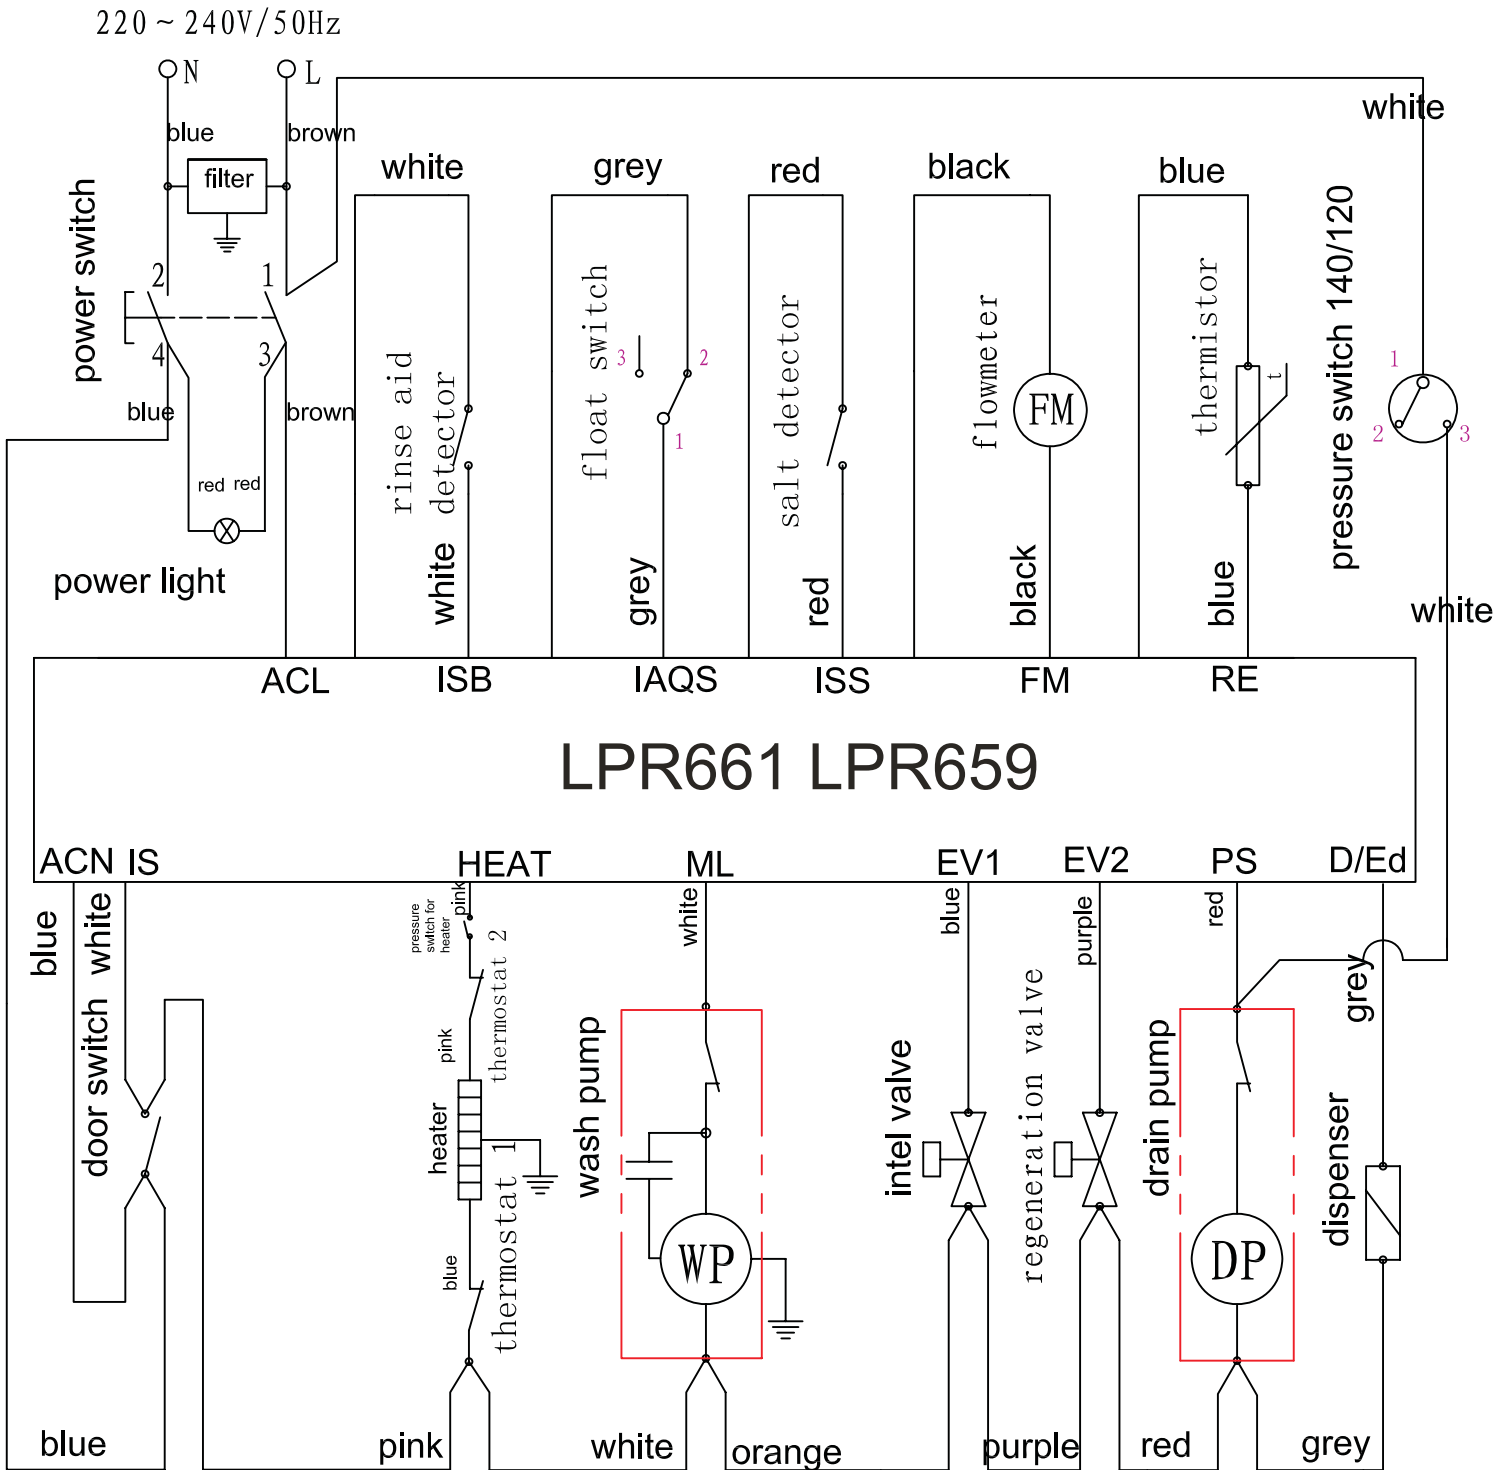 220 ~ 240V/50Hz
N
L
blue
brown
filter
power switch
2
1
4
3
blue
brown
red
red
power light
white
rinse aid
detector
white
grey
float switch
3
2
1
grey
red
salt detector
red
black
flowmeter
FM
black
blue
thermistor
t
blue
white
pressure switch 140/120
1
2
3
white
ACL
ISB
IAQS
ISS
FM
RE
LPR661 LPR659
ACN
IS
HEAT
ML
EV1
EV2
PS
D/Ed
blue
white
door switch
pink
pressure
switch for
heater
thermostat 2
pink
heater
thermostat 1
blue
white
wash pump
WP
blue
intel valve
purple
regeneration valve
red
drain pump
DP
grey
dispenser
blue
pink
white
orange
purple
red
grey